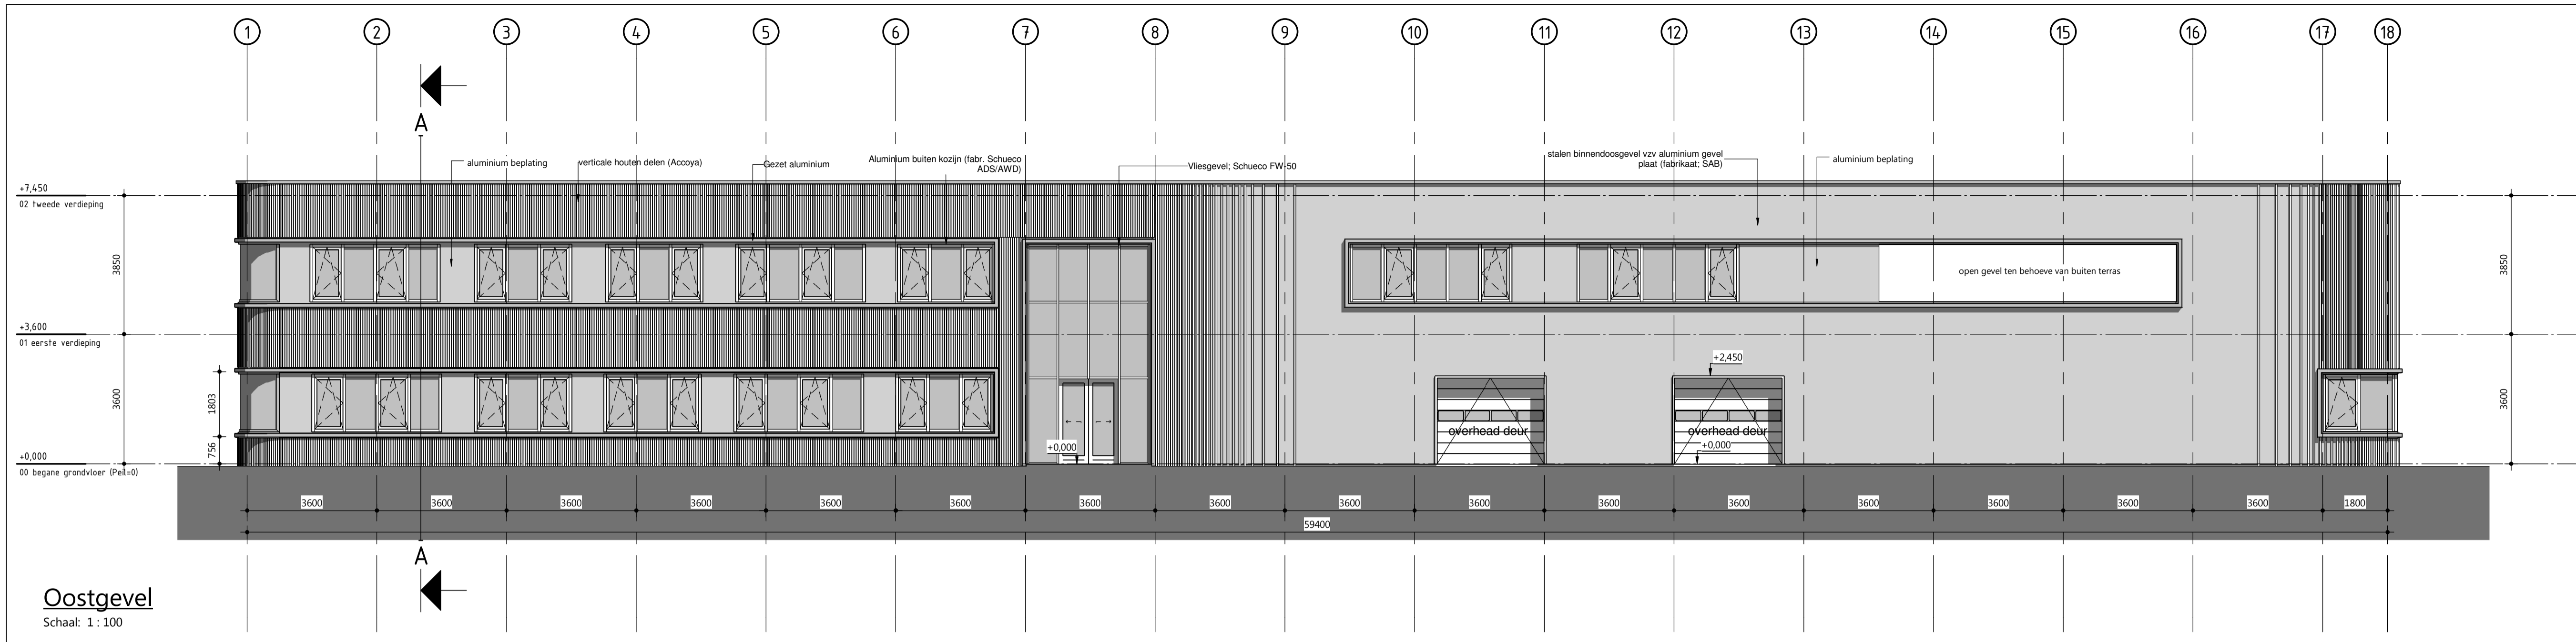 1 2 3 4 5 6 7 8 9 10 11 12 13 14 15 16 17 18
A
aluminium beplating
verticale houten delen (Accoya)
Gezet aluminium
Aluminium buiten kozijn (fabr. Schueco
ADS/AWD)
Vliesgevel; Schueco FW-50
stalen binnendoosgevel vzv aluminium gevel
plaat (fabrikaat; SAB)
aluminium beplating
+7,450
02 tweede verdieping
3850
3850
open gevel ten behoeve van buiten terras
+3,600
01 eerste verdieping
+2,450
3600
1803
3600
overhead deur
overhead deur
756
+0,000
+0,000
+0,000
00 begane grondvloer (Peil=0)
3600 3600 3600 3600 3600 3600 3600 3600 3600 3600 3600 3600 3600 3600 3600 3600 1800
59400
A
Oostgevel
Schaal: 1 : 100